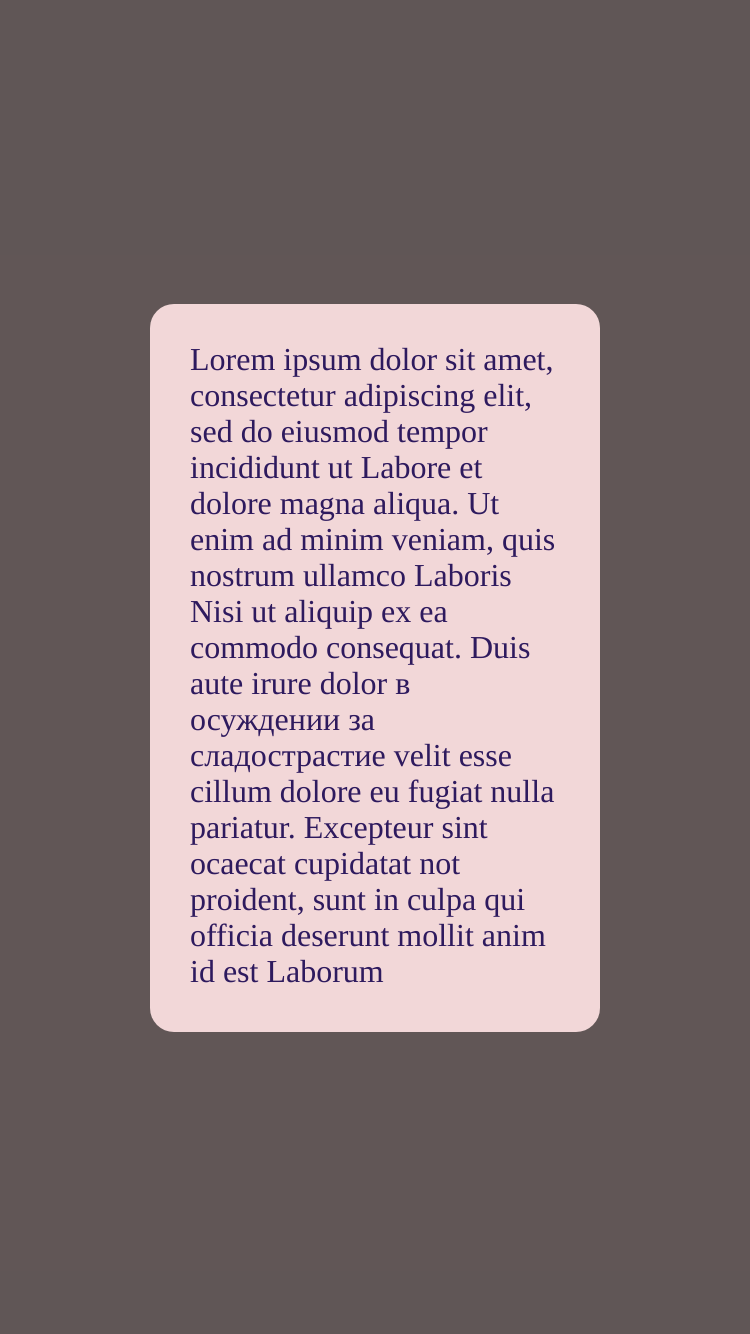 Lorem ipsum dolor sit amet,
consectetur adipiscing elit,
sed do eiusmod tempor
incididunt ut Labore et
dolore magna aliqua. Ut
enim ad minim veniam, quis
nostrum ullamco Laboris
Nisi ut aliquip ex ea
commodo consequat. Duis
aute irure dolor в
осуждении за
сладострастие velit esse
cillum dolore eu fugiat nulla
pariatur. Excepteur sint
ocaecat cupidatat not
proident, sunt in culpa qui
officia deserunt mollit anim
id est Laborum